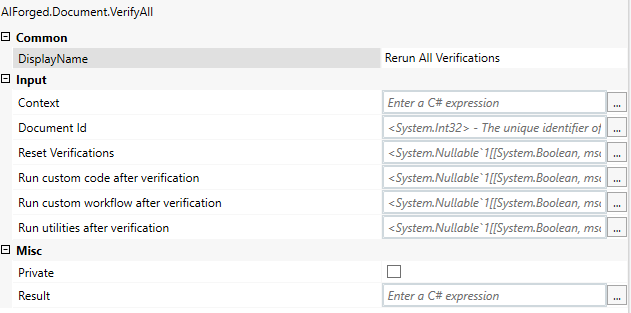 AIForged.Document.VerifyAll
Common
DisplayName Rerun All Verifications
Input
Context Enter a C# expression ...
Document Id <System.Int32> - The unique identifier of ...
Reset Verifications <System.Nullable`1[[System.Boolean, msc ...
Run custom code after verification <System.Nullable`1[[System.Boolean, msc ...
Run custom workflow after verification <System.Nullable`1[[System.Boolean, msc ...
Run utilities after verification <System.Nullable`1[[System.Boolean, msc ...
Misc
Private
Result Enter a C# expression ...